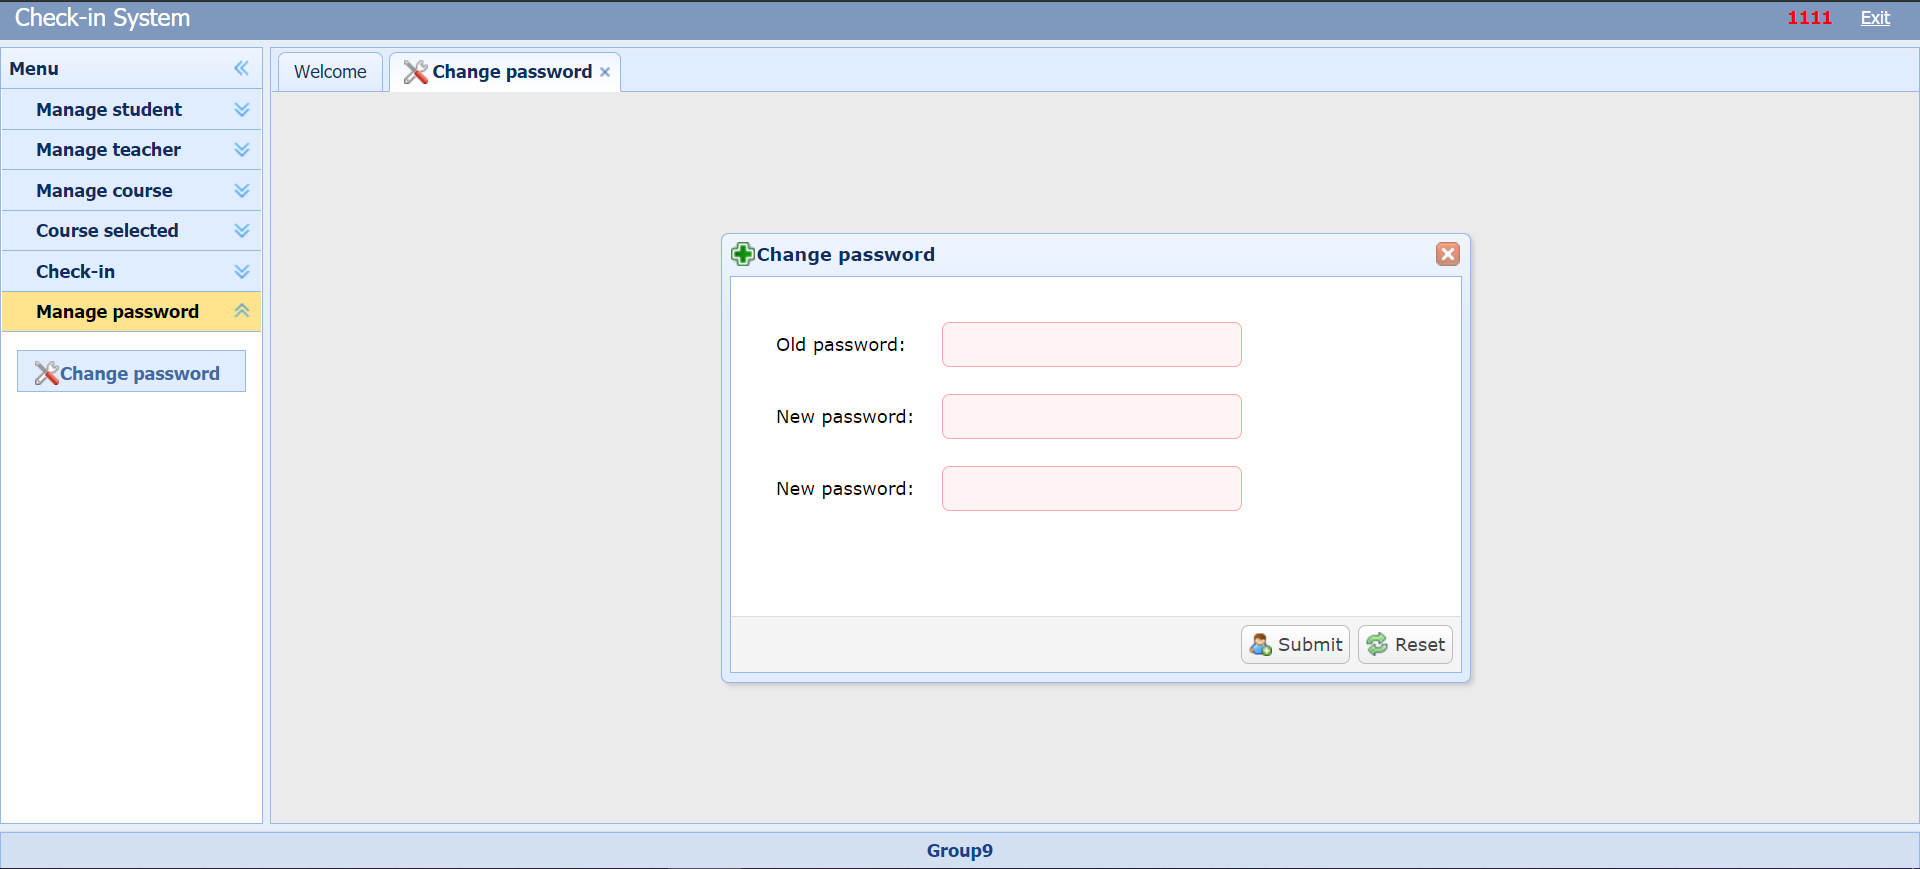 Check-in System
1111 Exit
Menu
Manage student
Manage teacher
Manage course
Course selected
Check-in
Manage password
Change password
Welcome
Change password
Change password
Old password:
New password:
New password:
Submit
Reset
Group9